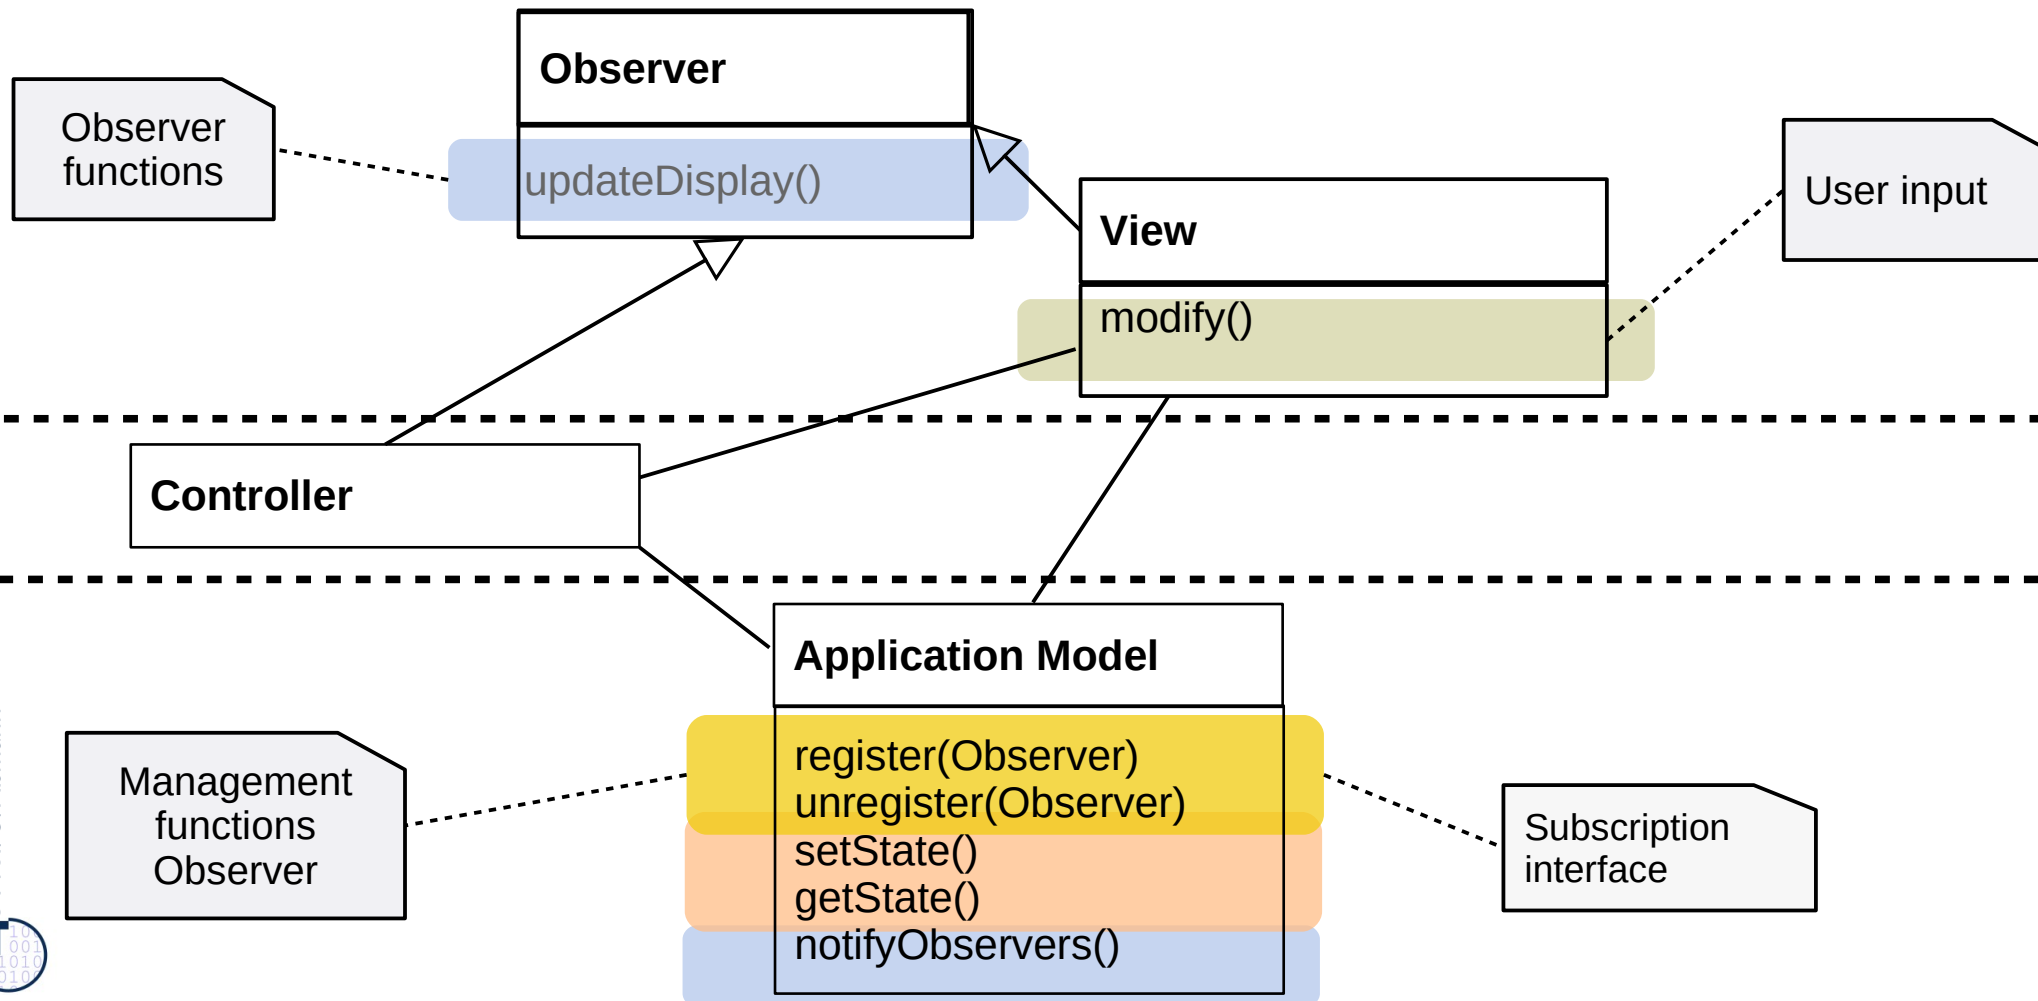 Observer
Observer
functions
updateDisplay()
User input
View
modify()
Controller
Application Model
Management
functions
Observer
register(Observer)
unregister(Observer)
setState()
getState()
notifyObservers()
Subscription
interface